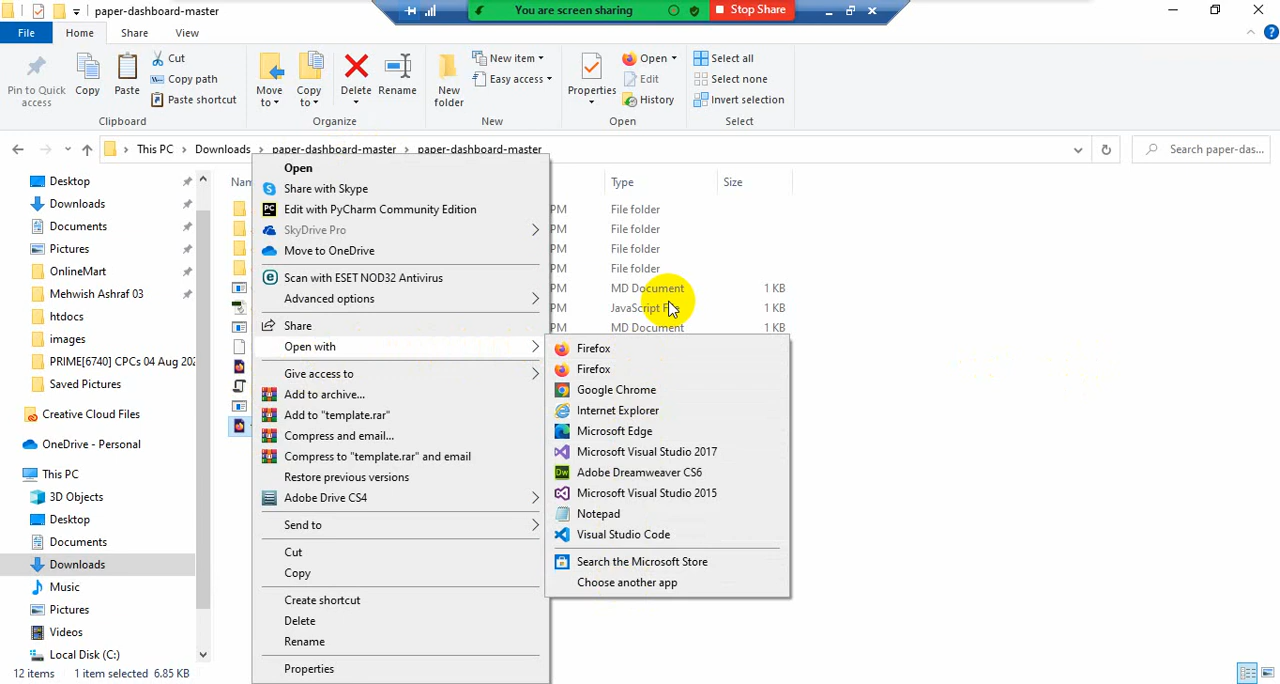 paper-dashboard-master
You are screen sharing
Stop Share
File
Home
Share
View
Pin to Quick access
Copy
Paste
Cut
Copy path
Paste shortcut
Clipboard
Move to
Copy to
Delete
Rename
Organize
New folder
New item
Easy access
New
Properties
Open
Edit
History
Open
Select all
Select none
Invert selection
Select
This PC
Downloads
paper-dashboard-master
paper-dashboard-master
Search paper-das...
Desktop
Downloads
Documents
Pictures
OnlineMart
Mehwish Ashraf 03
htdocs
images
PRIME[6740] CPCs 04 Aug 202
Saved Pictures
Creative Cloud Files
OneDrive - Personal
This PC
3D Objects
Desktop
Documents
Downloads
Music
Pictures
Videos
Local Disk (C:)
Type
Size
PM File folder
PM File folder
PM File folder
PM File folder
PM MD Document 1 KB
PM JavaScript 1 KB
PM MD Document 1 KB
Open
Share with Skype
Edit with PyCharm Community Edition
SkyDrive Pro
Move to OneDrive
Scan with ESET NOD32 Antivirus
Advanced options
Share
Open with
Give access to
Add to archive...
Add to "template.rar"
Compress and email...
Compress to "template.rar" and email
Restore previous versions
Adobe Drive CS4
Send to
Cut
Copy
Create shortcut
Delete
Rename
Properties
Firefox
Firefox
Google Chrome
Internet Explorer
Microsoft Edge
Microsoft Visual Studio 2017
Adobe Dreamweaver CS6
Microsoft Visual Studio 2015
Notepad
Visual Studio Code
Search the Microsoft Store
Choose another app
12 items
1 item selected 6.85 KB